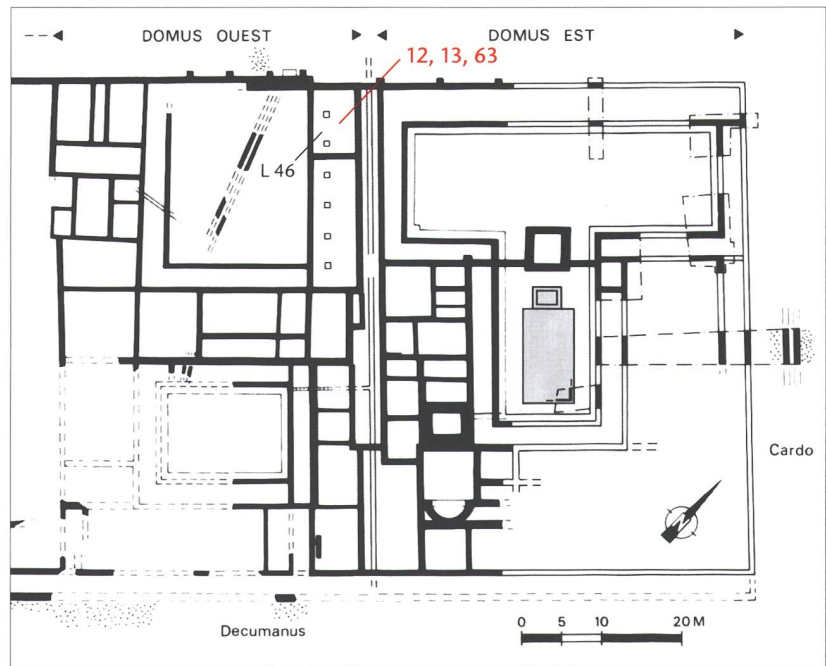 DOMUS OUEST
DOMUS EST
12, 13, 63
L 46
Cardo
0 5 10 20 M
Decumanus